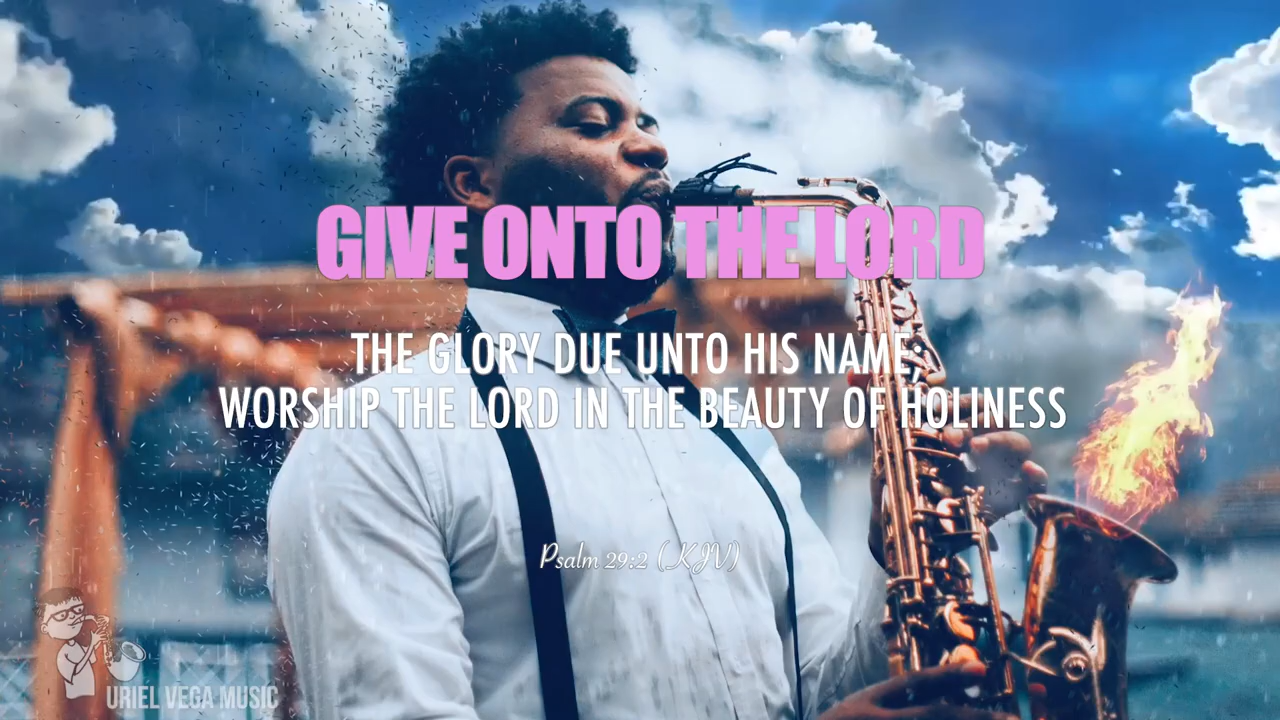 GIVE ONTO THE LORD
THE GLORY DUE UNTO HIS NAME;
WORSHIP THE LORD IN THE BEAUTY OF HOLINESS
Psalm 29:2 (KJV)
URIEL VEGA MUSIC